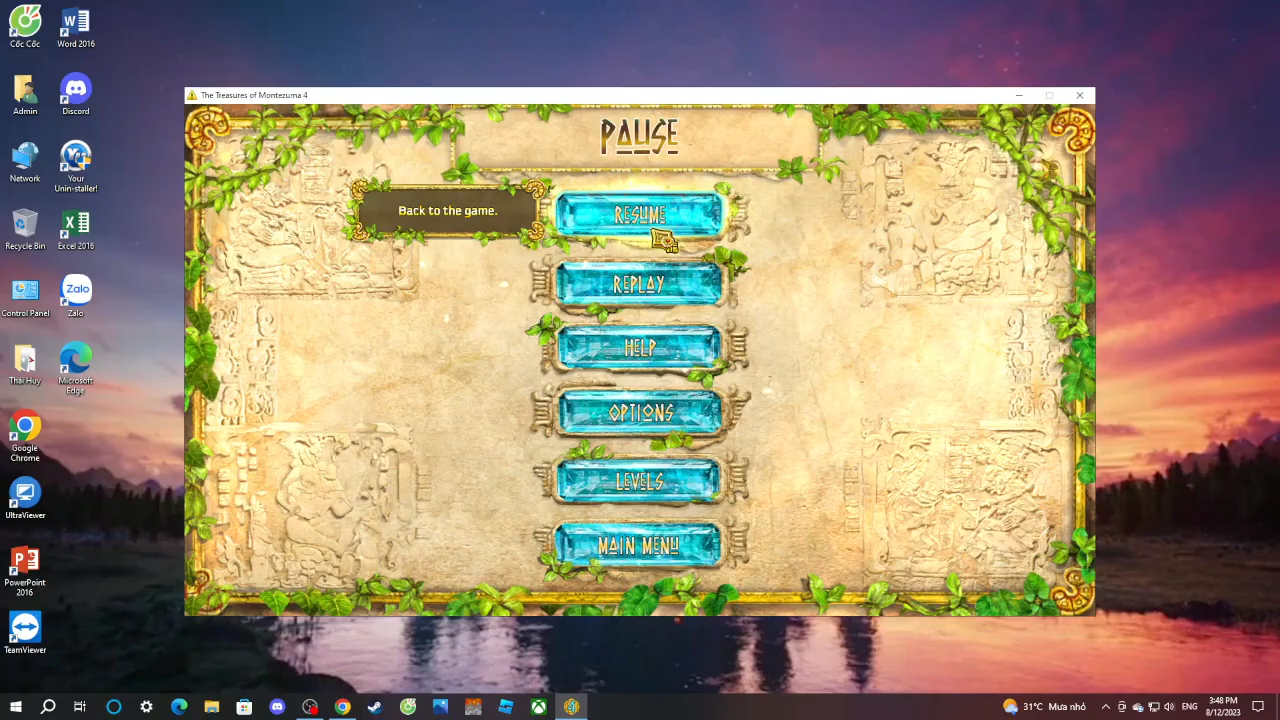 Cốc Cốc
Word 2016
Admin
Discord
Network
Your Unin-staller!
Recycle Bin
Excel 2016
Control Panel
Zalo
Zalo
Thai Huy
Microsoft Edge
Google Chrome
UltraViewer
PowerPoint 2016
TeamViewer
The Treasures of Montezuma 4
PAUSE
Back to the game.
RESUME
REPLAY
HELP
OPTIONS
LEVELS
MAIN MENU
31°C Mưa nhỏ
ENG
3:48 PM
8/12/2023